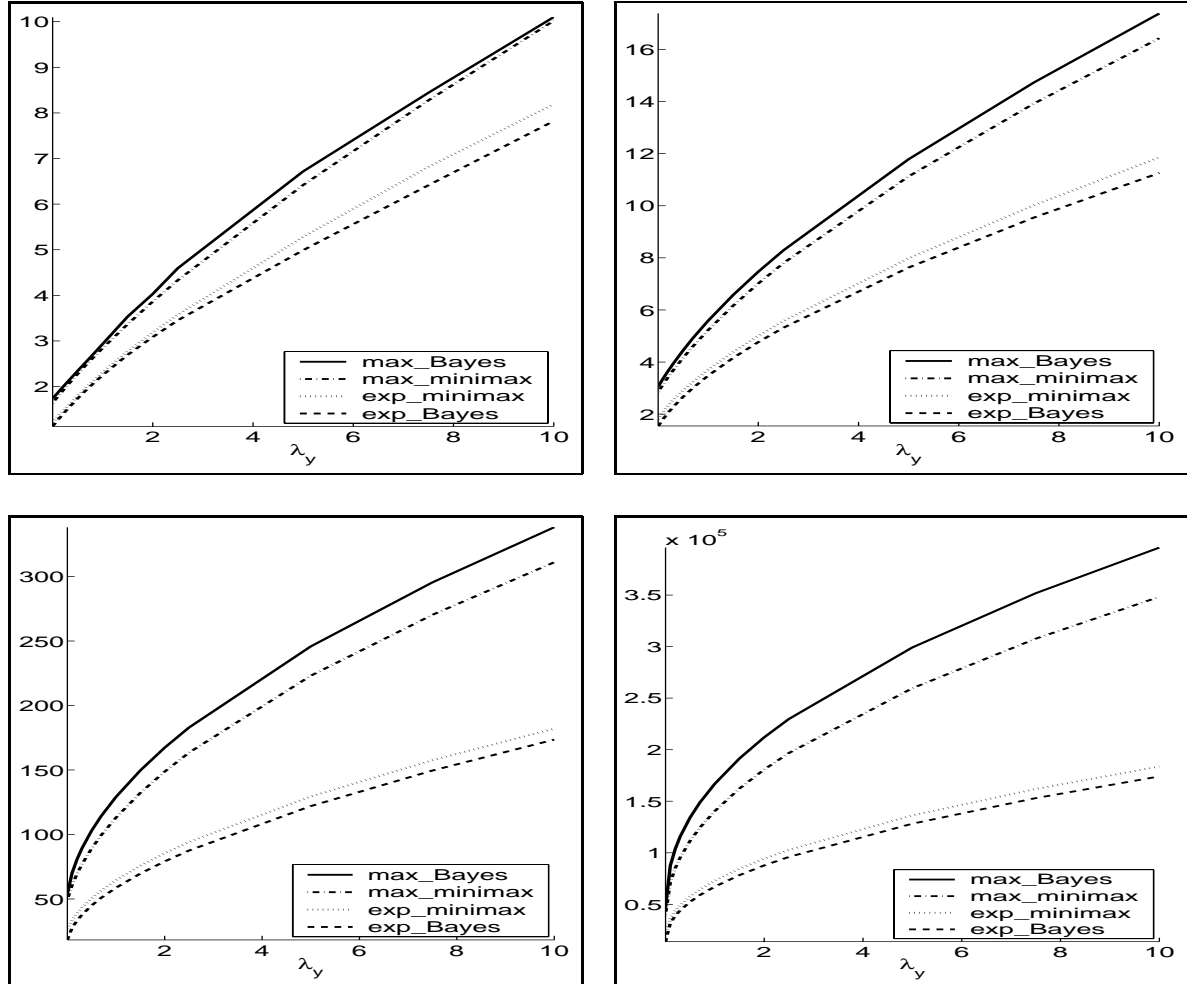 10
9
8
7
6
5
4
3
2
2 4 6 8 10
λy
max_Bayes
max_minimax
exp_minimax
exp_Bayes
16
14
12
10
8
6
4
2
2 4 6 8 10
λy
max_Bayes
max_minimax
exp_minimax
exp_Bayes
300
250
200
150
100
50
2 4 6 8 10
λy
max_Bayes
max_minimax
exp_minimax
exp_Bayes
x 10^5
3.5
3
2.5
2
1.5
1
0.5
2 4 6 8 10
λy
max_Bayes
max_minimax
exp_minimax
exp_Bayes